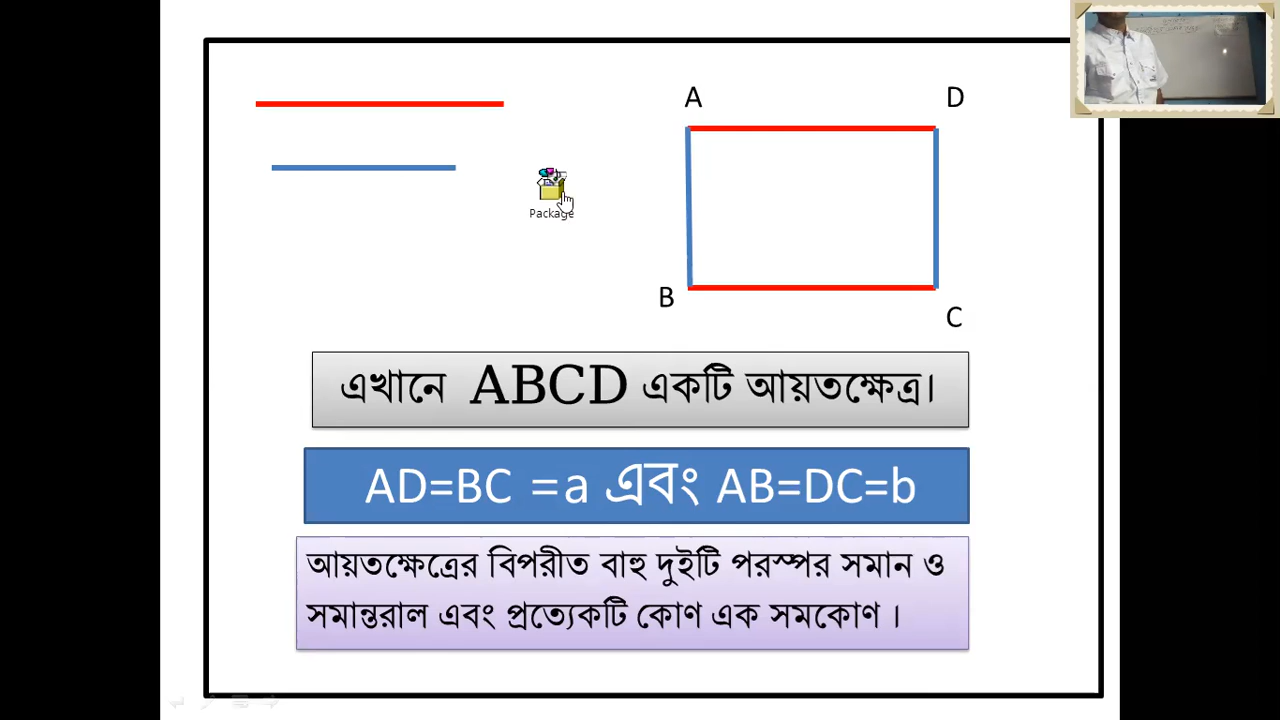 A
D
Package
B
C
এখানে ABCD একটি আয়তক্ষেত্র।
AD=BC =a এবং AB=DC=b
আয়তক্ষেত্রের বিপরীত বাহু দুইটি পরস্পর সমান ও
সমান্তরাল এবং প্রত্যেকটি কোণ এক সমকোণ ।